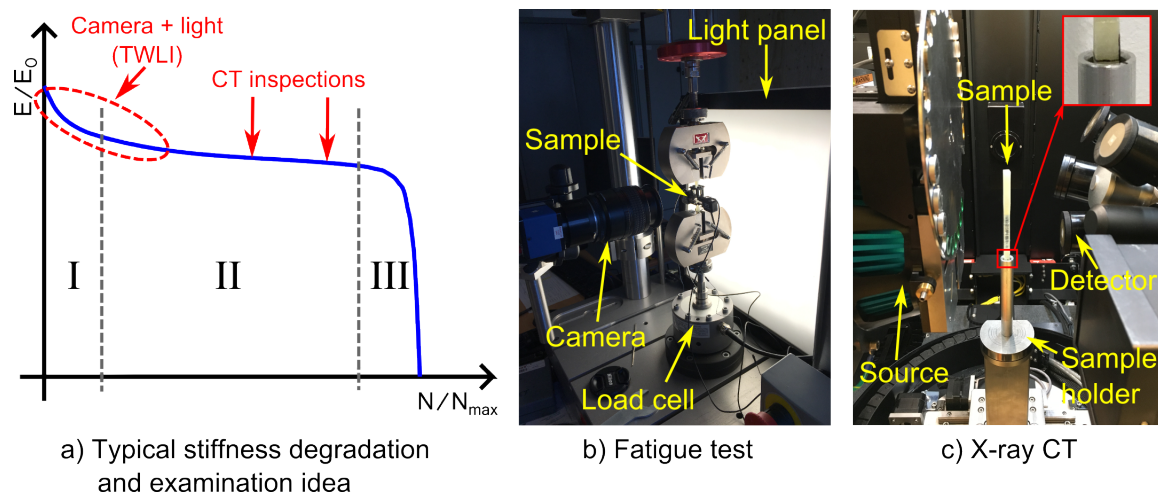 Camera + light
(TWLI)
CT inspections
E/E0
I
II
III
N/Nmax
a) Typical stiffness degradation
and examination idea
Light panel
Sample
Camera
Load cell
b) Fatigue test
Sample
Detector
Source
Sample
holder
c) X-ray CT